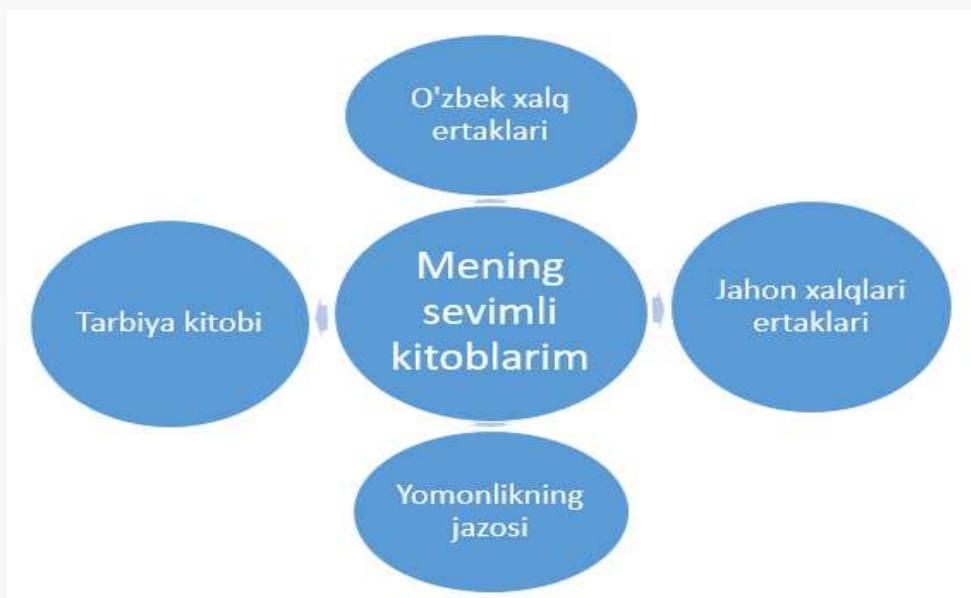 O'zbek xalq
ertaklari
Tarbiya kitobi
Mening
sevimli
kitoblarim
Jahon xalqlari
ertaklari
Yomonlikning
jazosi